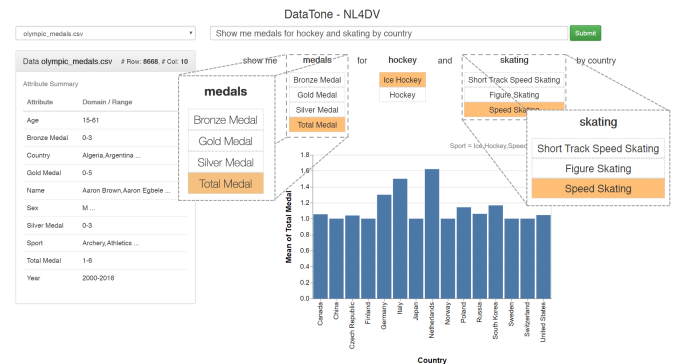 DataTone - NL4DV
olympic_medals.csv
Show me medals for hockey and skating by country
Submit
Data olympic_medals.csv # Row: 8668, # Col: 10
Attribute Summary
Attribute Domain / Range
Age 15-61
Bronze Medal 0-3
Country Algeria,Argentina ...
Gold Medal 0-5
Name Aaron Brown,Aaron Egbele ...
Sex M ...
Silver Medal 0-3
Sport Archery,Athletics ...
Total Medal 1-6
Year 2000-2016
show me medals for hockey and skating by country
Bronze Medal
Gold Medal
Silver Medal
Total Medal
Ice Hockey
Hockey
Short Track Speed Skating
Figure Skating
Speed Skating
medals
Bronze Medal
Gold Medal
Silver Medal
Total Medal
skating
Short Track Speed Skating
Figure Skating
Speed Skating
Sport = Ice,Hockey,Speed
Mean of Total Medal
1.8
1.6
1.4
1.2
1.0
0.8
0.6
0.4
0.2
0.0
Canada
China
Czech Republic
Finland
Germany
Italy
Japan
Netherlands
Norway
Poland
Russia
South Korea
Sweden
Switzerland
United States
Country